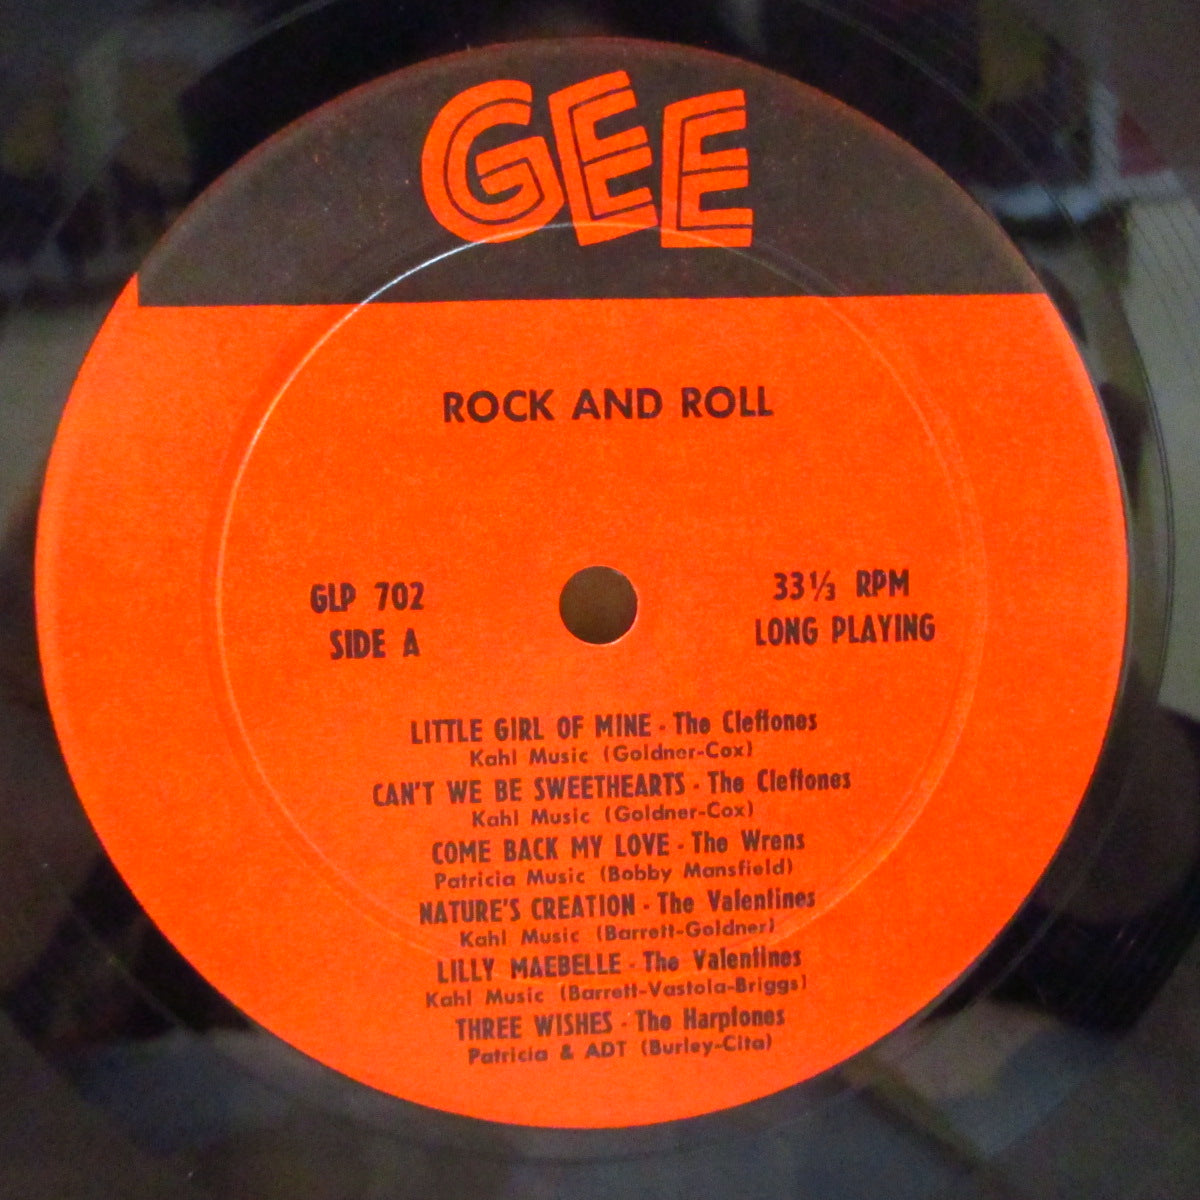 GEE
ROCK AND ROLL
GLP 702
SIDE A
33⅓ RPM
LONG PLAYING
LITTLE GIRL OF MINE - The Cleftones
Kahl Music (Goldner-Cox)
CAN'T WE BE SWEETHEARTS - The Cleftones
Kahl Music (Goldner-Cox)
COME BACK MY LOVE - The Wrens
Patricia Music (Bobby Mansfield)
NATURE'S CREATION - The Valentines
Kahl Music (Barrett-Goldner)
LILLY MAEBELLE - The Valentines
Kahl Music (Barrett-Vastola-Briggs)
THREE WISHES - The Harptones
Patricia & ADT (Burley-Cita)